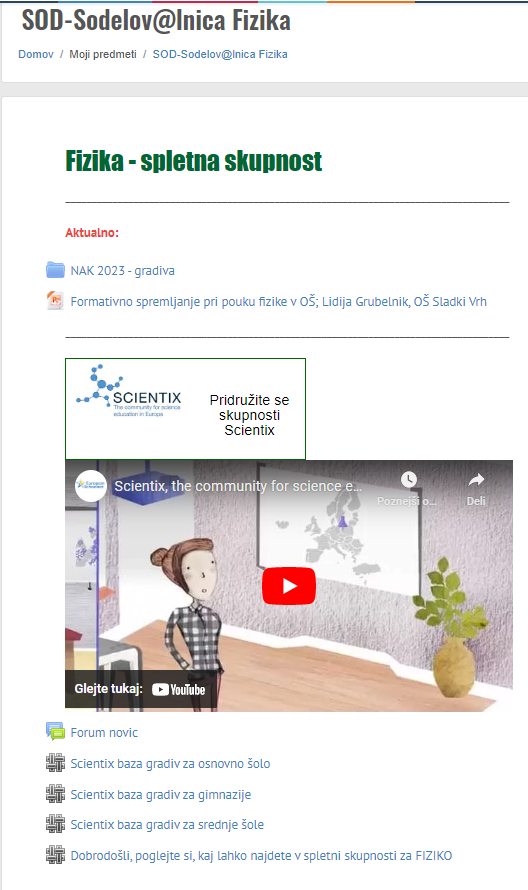 SOD-Sodelov@lnica Fizika
Domov / Moji predmeti / SOD-Sodelov@lnica Fizika
Fizika - spletna skupnost
Aktualno:
NAK 2023 - gradiva
Formativno spremljanje pri pouku fizike v OŠ; Lidija Grubelnik, OŠ Sladki Vrh
SCIENTIX
The community for science
education in Europe
Pridružite se
skupnosti
Scientix
Scientix, the community for science e...
Poznejši o...
Deli
Glejte tukaj: YouTube
Forum novic
Scientix baza gradiv za osnovno šolo
Scientix baza gradiv za gimnazije
Scientix baza gradiv za srednje šole
Dobrodošli, poglejte si, kaj lahko najdete v spletni skupnosti za FIZIKO